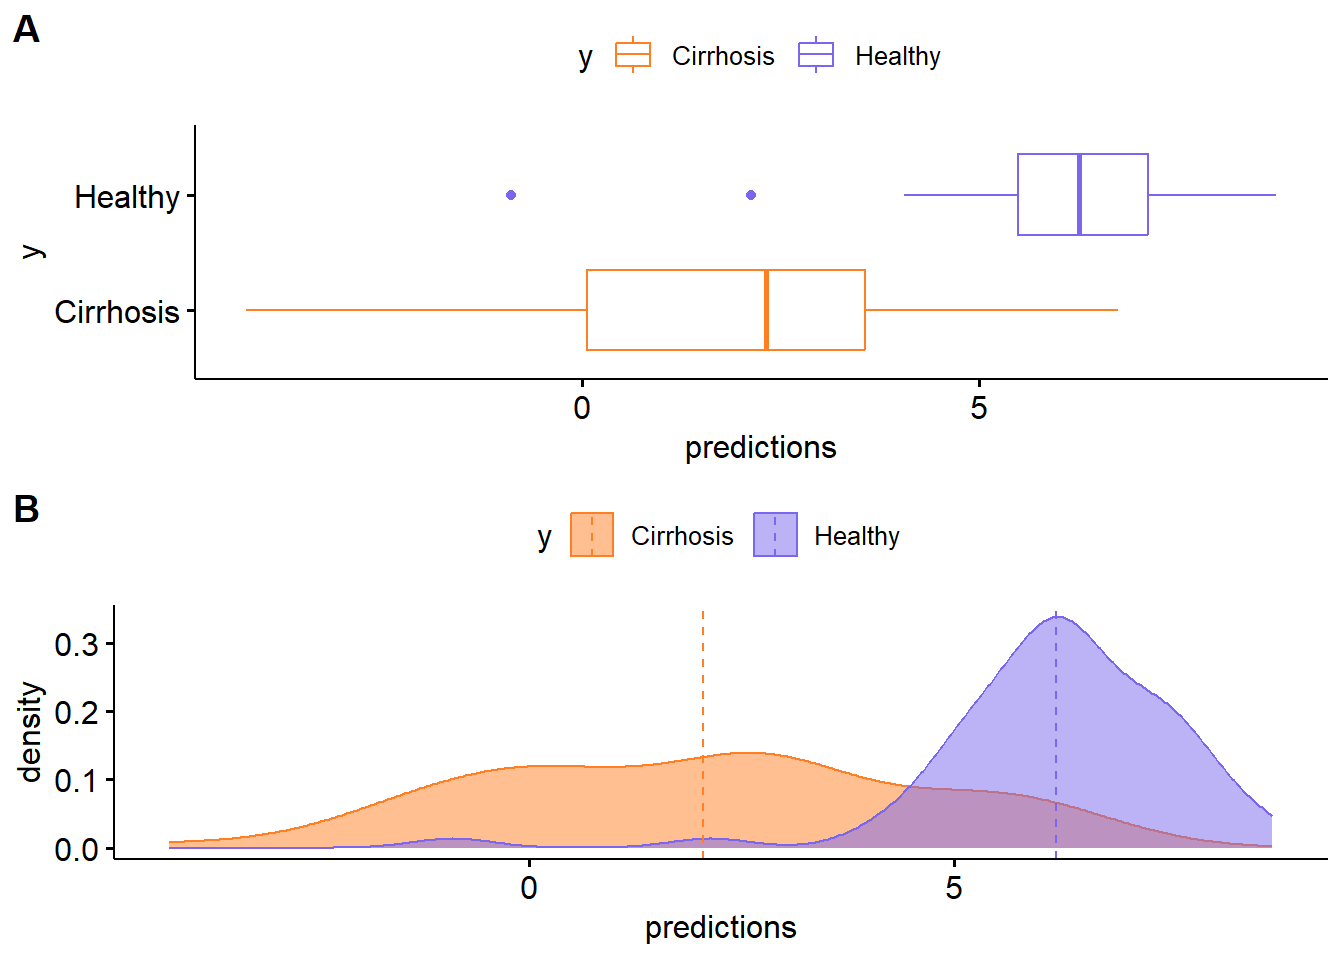 A
y Cirrhosis Healthy
Healthy
y
Cirrhosis
0 5
predictions
B
y Cirrhosis Healthy
0.3
0.2
density
0.1
0.0
0 5
predictions